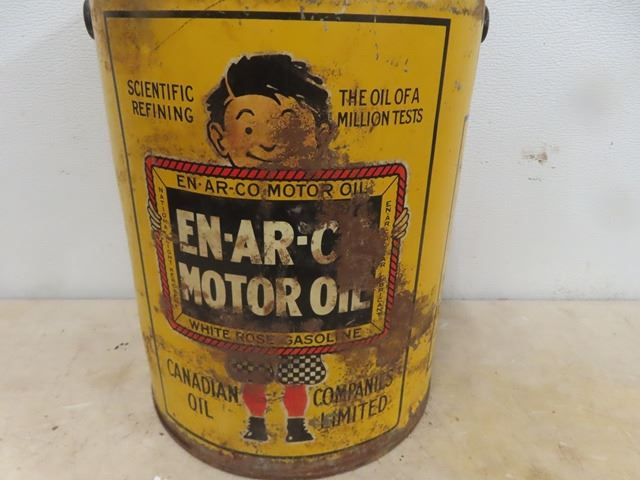 SCIENTIFIC
REFINING
THE OIL OF A
MILLION TESTS
EN·AR·CO MOTOR OIL
EN·AR·C
MOTOR OIL
WHITE ROSE GASOLINE
CANADIAN
OIL
COMPANIES
LIMITED